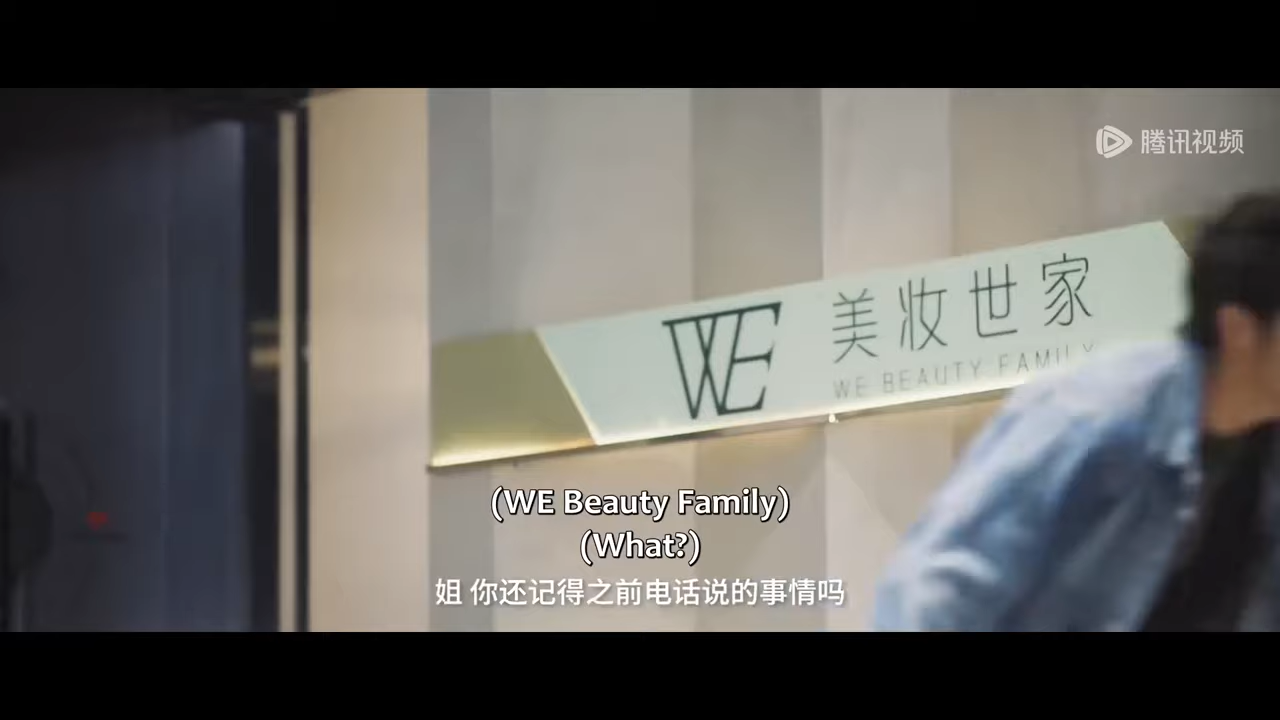 腾讯视频
WE 美妆世家
WE BEAUTY FAMILY
(WE Beauty Family)
(What?)
姐 你还记得之前电话说的事情吗